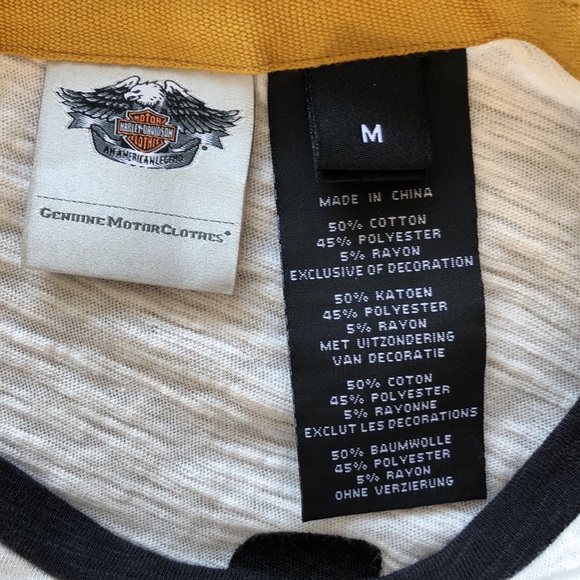 MOTOR
HARLEY-DAVIDSON
CLOTHES
AN AMERICAN LEGEND
®
GENUINE MOTORCLOTHES®
M
MADE IN CHINA
50% COTTON
45% POLYESTER
5% RAYON
EXCLUSIVE OF DECORATION
50% KATOEN
45% POLYESTER
5% RAYON
MET UITZONDERING
VAN DECORATIE
50% COTON
45% POLYESTER
5% RAYONNE
EXCLUT LES DECORATIONS
50% BAUMWOLLE
45% POLYESTER
5% RAYON
OHNE VERZIERUNG